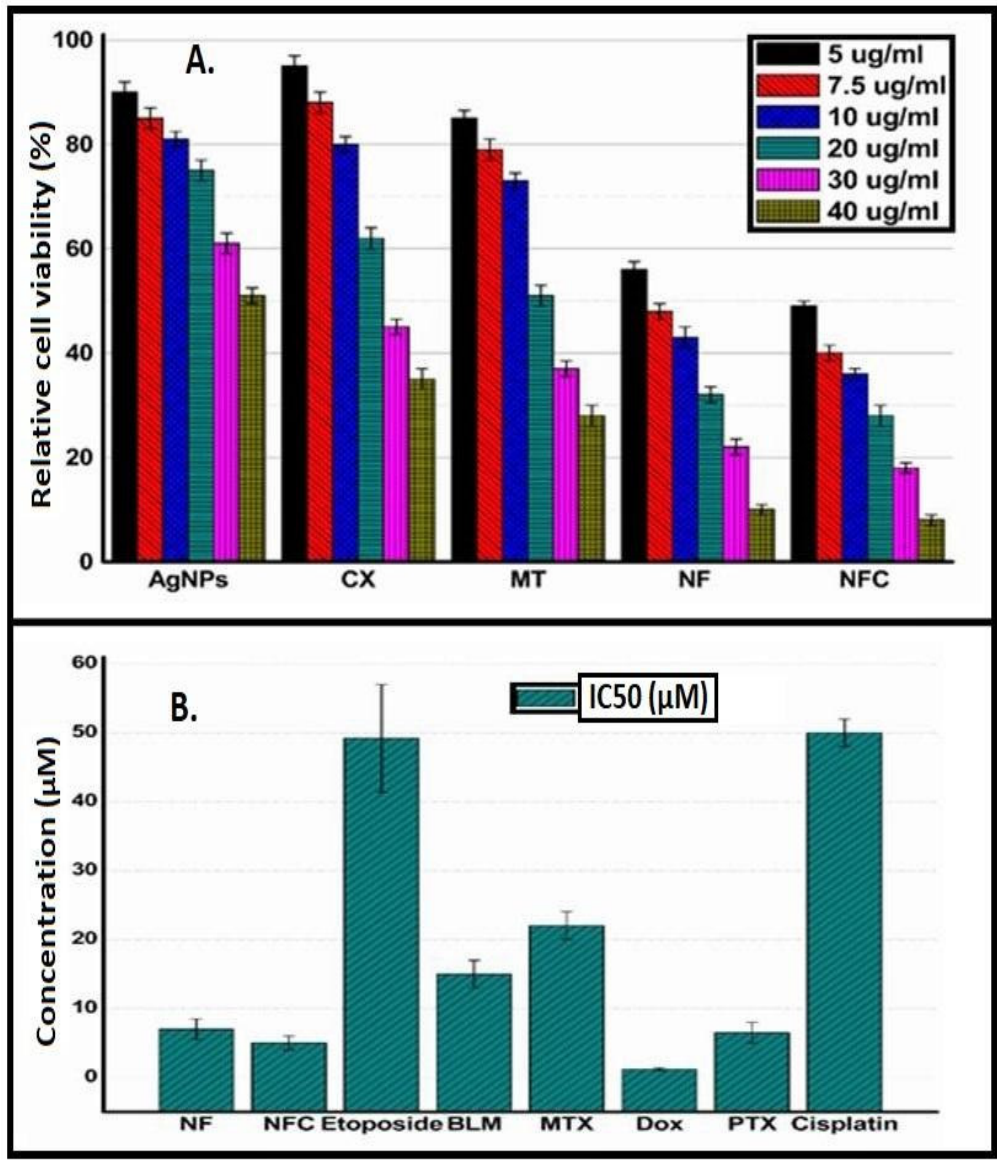 A.
Relative cell viability (%)
100
80
60
40
20
0
5 ug/ml
7.5 ug/ml
10 ug/ml
20 ug/ml
30 ug/ml
40 ug/ml
AgNPs CX MT NF NFC
B.
IC50 (µM)
Concentration (µM)
60
50
40
30
20
10
0
NF NFC Etoposide BLM MTX Dox PTX Cisplatin